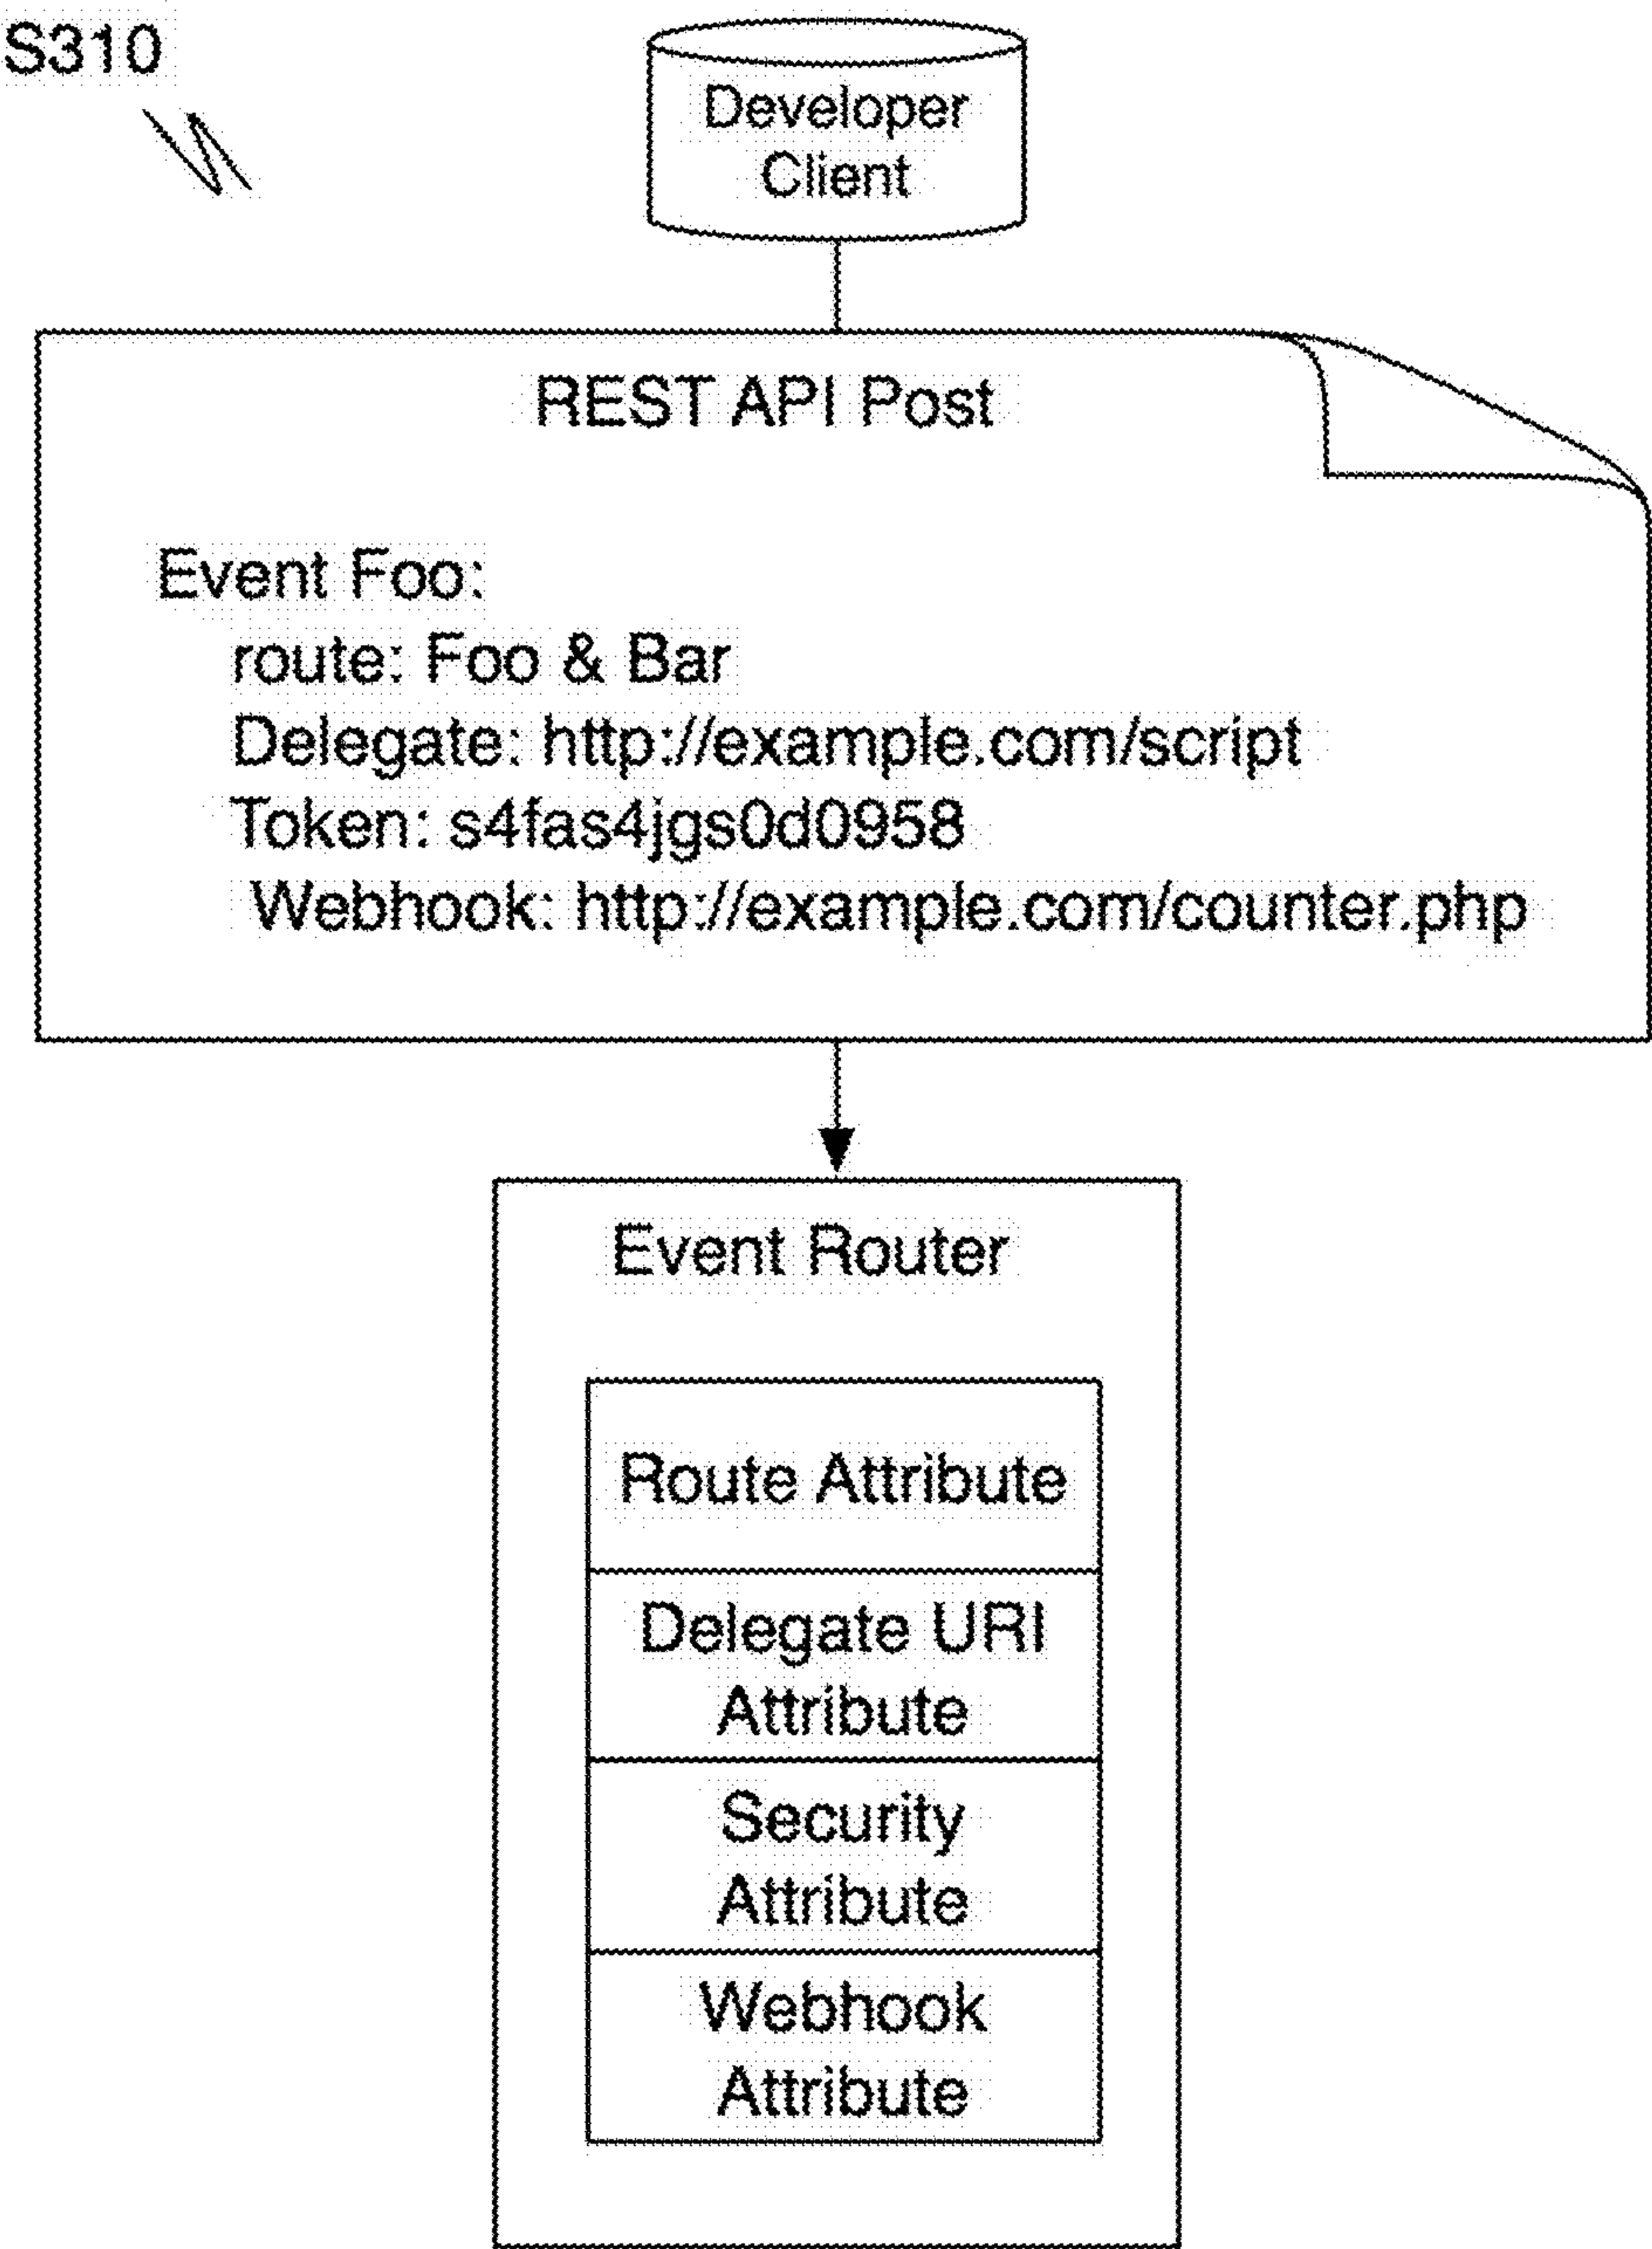 S310
Developer
Client
REST API Post
Event Foo:
route: Foo & Bar
Delegate: http://example.com/script
Token: s4fas4jgs0d0958
Webhook: http://example.com/counter.php
Event Router
Route Attribute
Delegate URI
Attribute
Security
Attribute
Webhook
Attribute